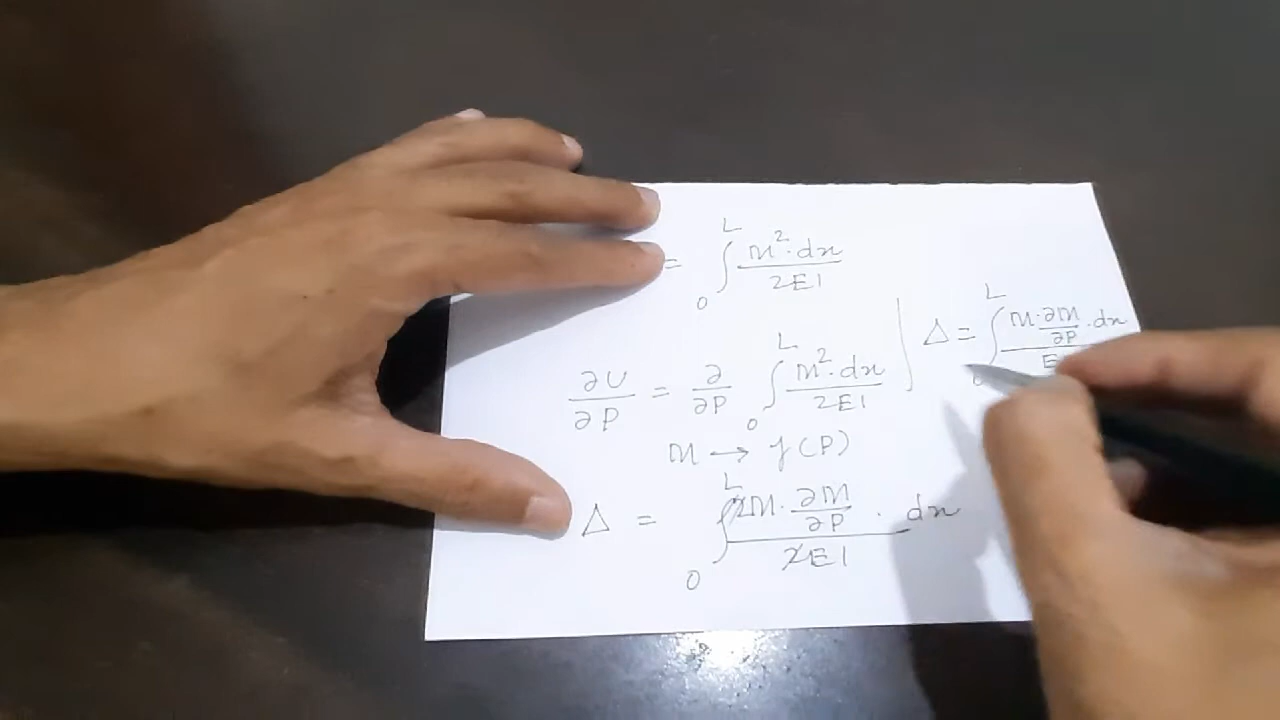 = ∫₀ᴸ M²·dx / 2EI
∂U/∂P = ∂/∂P ∫₀ᴸ M²·dx / 2EI
M → f(P)
Δ = ∫₀ᴸ 2M·∂M/∂P · dx / 2EI
Δ = ∫₀ᴸ M·∂M/∂P·dx / E